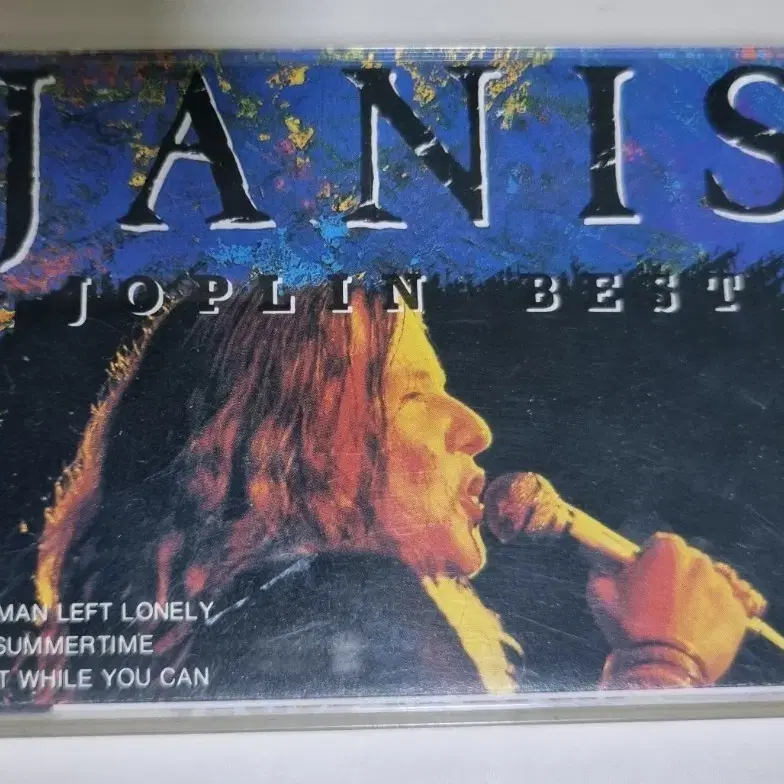 JANIS
JOPLIN BEST
MAN LEFT LONELY
SUMMERTIME
T WHILE YOU CAN